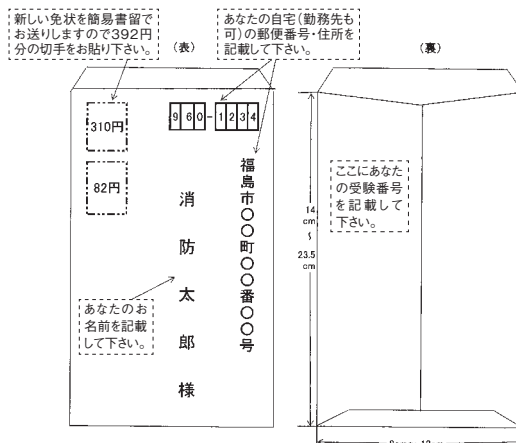 新しい免状を簡易書留で
お送りしますので392円
分の切手をお貼り下さい。
(表)
あなたの自宅(勤務先も
可)の郵便番号・住所を
記載して下さい。
(裏)
310円
82円
960-1234
福島市〇〇町〇〇番〇〇号
消防太郎様
あなたのお
名前を記載
して下さい。
ここにあなた
の受験番号
を記載して
下さい。
14
cm
~
23.5
cm